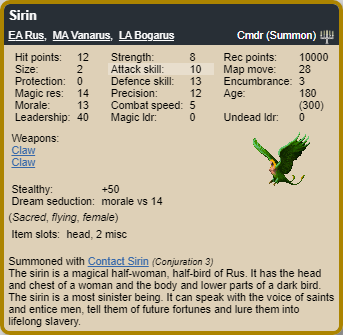 Sirin
EA Rus, MA Vanarus, LA Bogarus Cmdr (Summon)
Hit points: 12 Strength: 8 Rec points: 10000
Size: 2 Attack skill: 10 Map move: 28
Protection: 0 Defence skill: 13 Encumbrance: 3
Magic res: 14 Precision: 12 Age: 180
Morale: 13 Combat speed: 5 (300)
Leadership: 40 Magic ldr: 0 Undead ldr: 0
Weapons:
Claw
Claw
Stealthy: +50
Dream seduction: morale vs 14
(Sacred, flying, female)
Item slots: head, 2 misc
Summoned with Contact Sirin (Conjuration 3)
The sirin is a magical half-woman, half-bird of Rus. It has the head
and chest of a woman and the body and lower parts of a dark bird.
The sirin is a most sinister being. It can speak with the voice of saints
and entice men, tell them of future fortunes and lure them into
lifelong slavery.